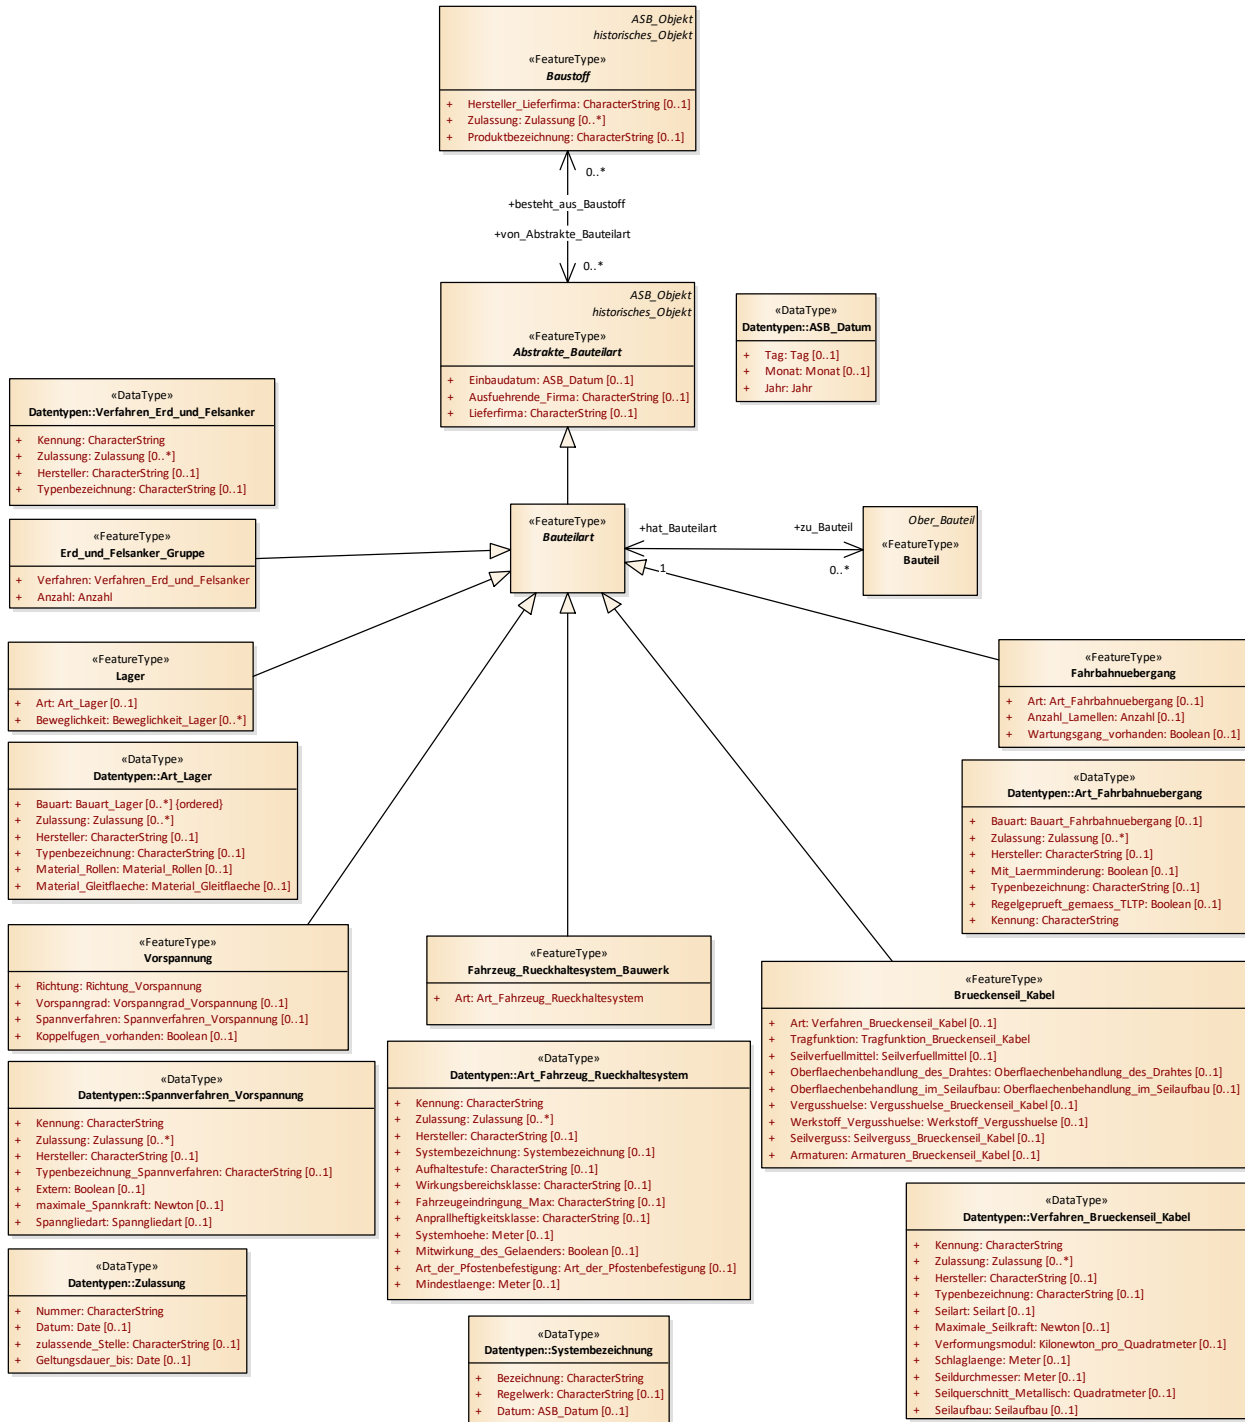 ASB_Objekt
historisches_Objekt
«FeatureType»
Baustoff
+ Hersteller_Lieferfirma: CharacterString [0..1]
+ Zulassung: Zulassung [0..*]
+ Produktbezeichnung: CharacterString [0..1]
0..*
+besteht_aus_Baustoff
+von_Abstrakte_Bauteilart
0..*
ASB_Objekt
historisches_Objekt
«FeatureType»
Abstrakte_Bauteilart
+ Einbaudatum: ASB_Datum [0..1]
+ Ausfuehrende_Firma: CharacterString [0..1]
+ Lieferfirma: CharacterString [0..1]
«DataType»
Datentypen::ASB_Datum
+ Tag: Tag [0..1]
+ Monat: Monat [0..1]
+ Jahr: Jahr
«DataType»
Datentypen::Verfahren_Erd_und_Felsanker
+ Kennung: CharacterString
+ Zulassung: Zulassung [0..*]
+ Hersteller: CharacterString [0..1]
+ Typenbezeichnung: CharacterString [0..1]
«FeatureType»
Erd_und_Felsanker_Gruppe
+ Verfahren: Verfahren_Erd_und_Felsanker
+ Anzahl: Anzahl
«FeatureType»
Bauteilart
+hat_Bauteilart
1
+zu_Bauteil
0..*
Ober_Bauteil
«FeatureType»
Bauteil
«FeatureType»
Lager
+ Art: Art_Lager [0..1]
+ Beweglichkeit: Beweglichkeit_Lager [0..*]
«FeatureType»
Fahrbahnuebergang
+ Art: Art_Fahrbahnuebergang [0..1]
+ Anzahl_Lamellen: Anzahl [0..1]
+ Wartungsgang_vorhanden: Boolean [0..1]
«DataType»
Datentypen::Art_Lager
+ Bauart: Bauart_Lager [0..*] {ordered}
+ Zulassung: Zulassung [0..*]
+ Hersteller: CharacterString [0..1]
+ Typenbezeichnung: CharacterString [0..1]
+ Material_Rollen: Material_Rollen [0..1]
+ Material_Gleitflaeche: Material_Gleitflaeche [0..1]
«DataType»
Datentypen::Art_Fahrbahnuebergang
+ Bauart: Bauart_Fahrbahnuebergang [0..1]
+ Zulassung: Zulassung [0..*]
+ Hersteller: CharacterString [0..1]
+ Mit_Laermminderung: Boolean [0..1]
+ Typenbezeichnung: CharacterString [0..1]
+ Regelgeprueft_gemaess_TLTP: Boolean [0..1]
+ Kennung: CharacterString
«FeatureType»
Vorspannung
+ Richtung: Richtung_Vorspannung
+ Vorspanngrad: Vorspanngrad_Vorspannung [0..1]
+ Spannverfahren: Spannverfahren_Vorspannung [0..1]
+ Koppelfugen_vorhanden: Boolean [0..1]
«FeatureType»
Fahrzeug_Rueckhaltesystem_Bauwerk
+ Art: Art_Fahrzeug_Rueckhaltesystem
«FeatureType»
Brueckenseil_Kabel
+ Art: Verfahren_Brueckenseil_Kabel [0..1]
+ Tragfunktion: Tragfunktion_Brueckenseil_Kabel
+ Seilverfuellmittel: Seilverfuellmittel [0..1]
+ Oberflaechenbehandlung_des_Drahtes: Oberflaechenbehandlung_des_Drahtes [0..1]
+ Oberflaechenbehandlung_im_Seilaufbau: Oberflaechenbehandlung_im_Seilaufbau [0..1]
+ Vergusshuelse: Vergusshuelse_Brueckenseil_Kabel [0..1]
+ Werkstoff_Vergusshuelse: Werkstoff_Vergusshuelse [0..1]
+ Seilverguss: Seilverguss_Brueckenseil_Kabel [0..1]
+ Armaturen: Armaturen_Brueckenseil_Kabel [0..1]
«DataType»
Datentypen::Spannverfahren_Vorspannung
+ Kennung: CharacterString
+ Zulassung: Zulassung [0..*]
+ Hersteller: CharacterString [0..1]
+ Typenbezeichnung_Spannverfahren: CharacterString [0..1]
+ Extern: Boolean [0..1]
+ maximale_Spannkraft: Newton [0..1]
+ Spanngliedart: Spanngliedart [0..1]
«DataType»
Datentypen::Art_Fahrzeug_Rueckhaltesystem
+ Kennung: CharacterString
+ Zulassung: Zulassung [0..*]
+ Hersteller: CharacterString [0..1]
+ Systembezeichnung: Systembezeichnung [0..1]
+ Aufhaltestufe: CharacterString [0..1]
+ Wirkungsbereichsklasse: CharacterString [0..1]
+ Fahrzeugeindringung_Max: CharacterString [0..1]
+ Anprallheftigkeitsklasse: CharacterString [0..1]
+ Systemhoehe: Meter [0..1]
+ Mitwirkung_des_Gelaenders: Boolean [0..1]
+ Art_der_Pfostenbefestigung: Art_der_Pfostenbefestigung [0..1]
+ Mindestlaenge: Meter [0..1]
«DataType»
Datentypen::Verfahren_Brueckenseil_Kabel
+ Kennung: CharacterString
+ Zulassung: Zulassung [0..*]
+ Hersteller: CharacterString [0..1]
+ Typenbezeichnung: CharacterString [0..1]
+ Seilart: Seilart [0..1]
+ Maximale_Seilkraft: Newton [0..1]
+ Verformungsmodul: Kilonewton_pro_Quadratmeter [0..1]
+ Schlaglaenge: Meter [0..1]
+ Seildurchmesser: Meter [0..1]
+ Seilquerschnitt_Metallisch: Quadratmeter [0..1]
+ Seilaufbau: Seilaufbau [0..1]
«DataType»
Datentypen::Zulassung
+ Nummer: CharacterString
+ Datum: Date [0..1]
+ zulassende_Stelle: CharacterString [0..1]
+ Geltungsdauer_bis: Date [0..1]
«DataType»
Datentypen::Systembezeichnung
+ Bezeichnung: CharacterString
+ Regelwerk: CharacterString [0..1]
+ Datum: ASB_Datum [0..1]